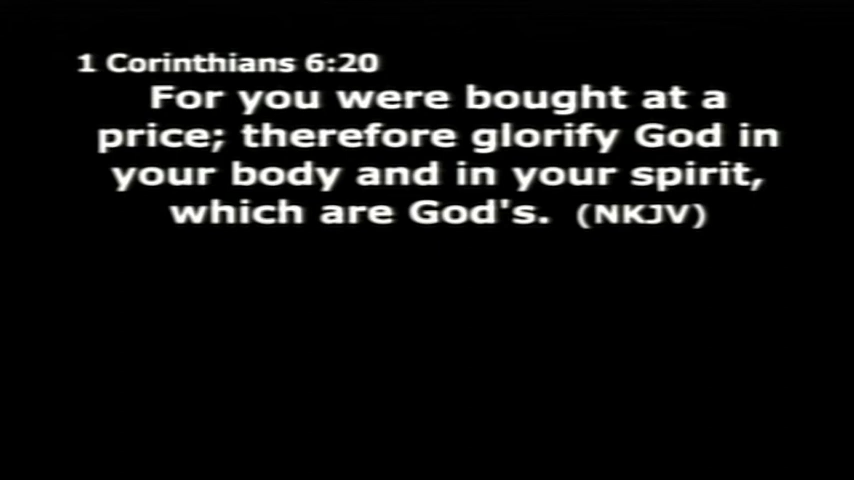 1 Corinthians 6:20
For you were bought at a
price; therefore glorify God in
your body and in your spirit,
which are God's. (NKJV)